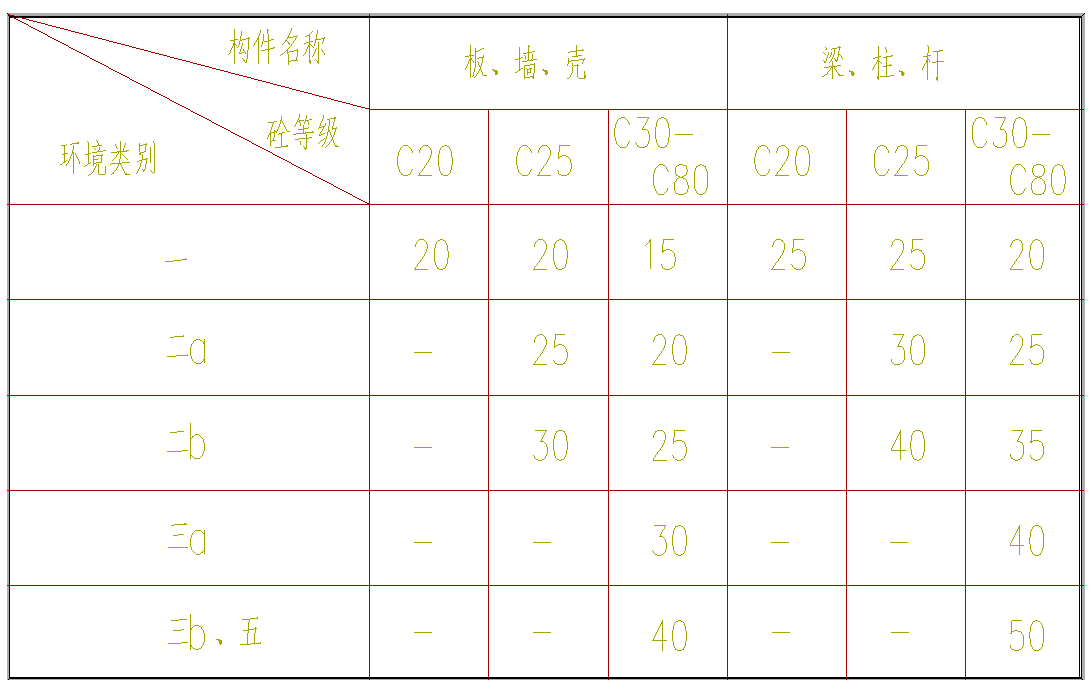 构件名称 板、墙、壳 梁、柱、杆
砼等级
环境类别 C20 C25 C30-C80 C20 C25 C30-C80
一 20 20 15 25 25 20
二a - 25 20 - 30 25
二b - 30 25 - 40 35
三a - - 30 - - 40
三b、五 - - 40 - - 50